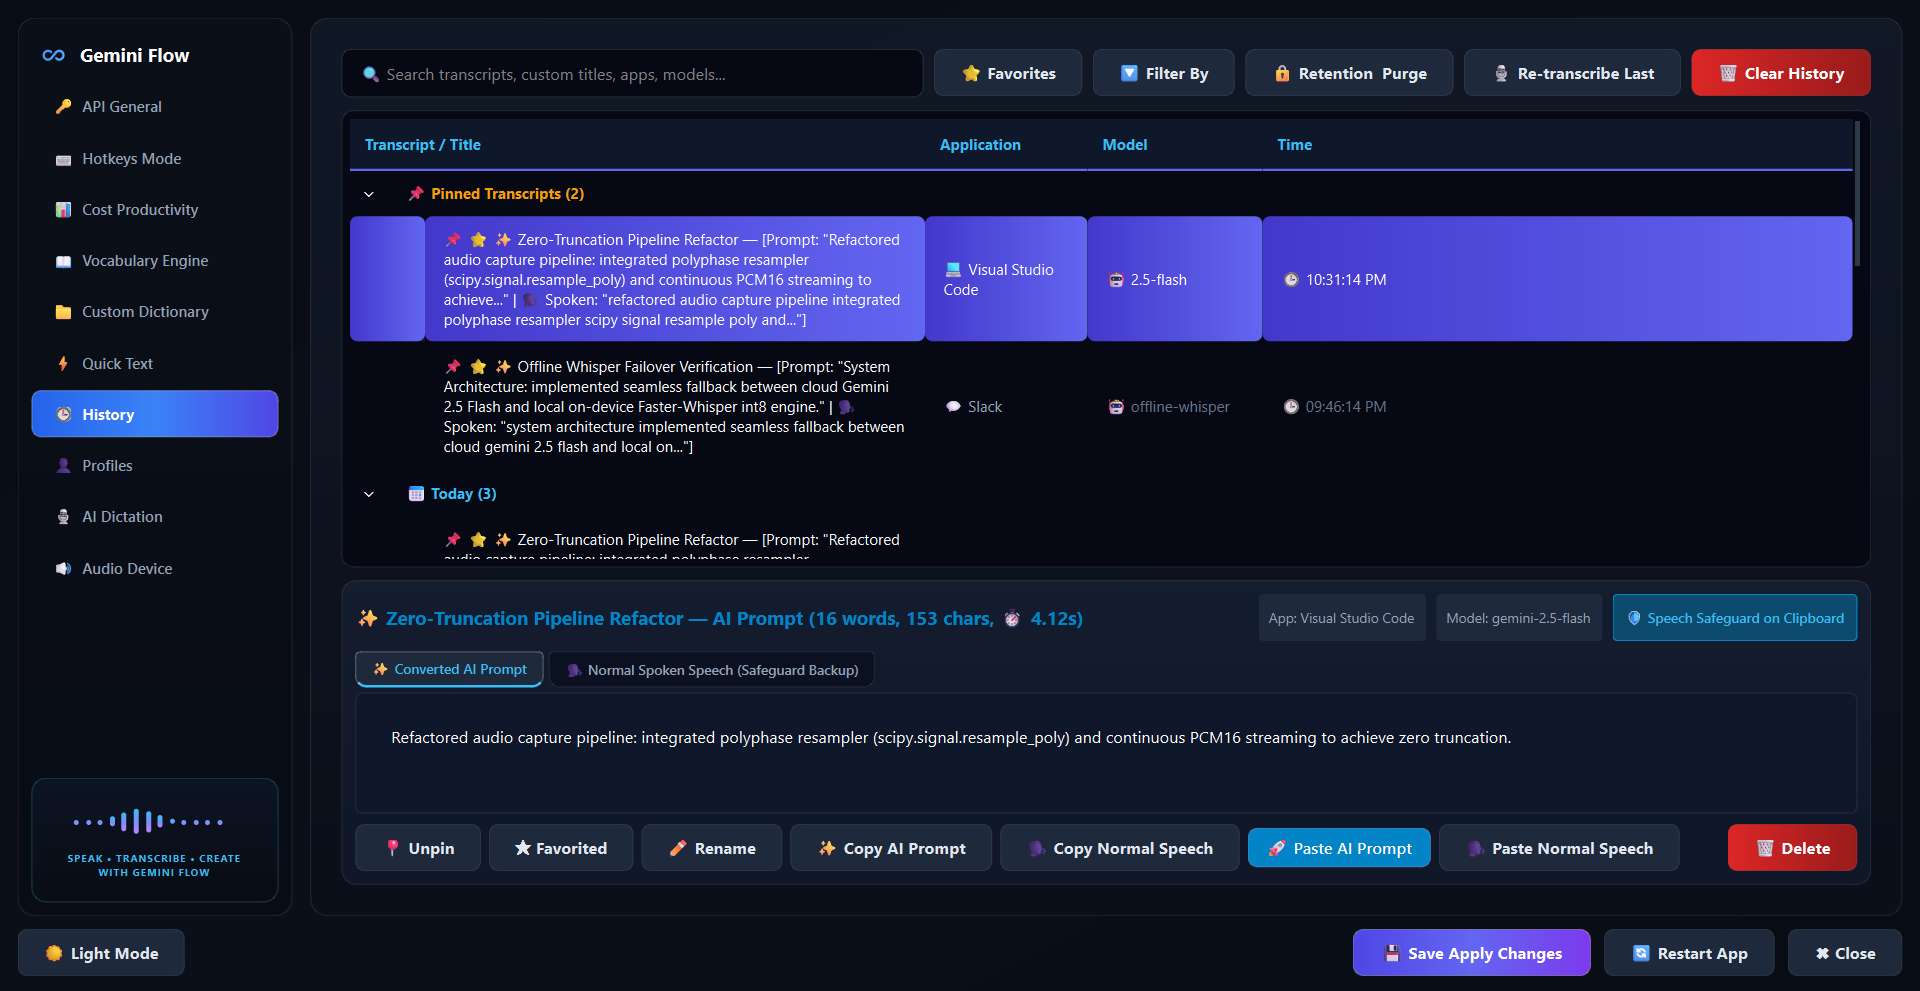 Gemini Flow
API General
Hotkeys Mode
Cost Productivity
Vocabulary Engine
Custom Dictionary
Quick Text
History
Profiles
AI Dictation
Audio Device
SPEAK • TRANSCRIBE • CREATE
WITH GEMINI FLOW
Search transcripts, custom titles, apps, models...
Favorites
Filter By
Retention Purge
Re-transcribe Last
Clear History
Transcript / Title
Application
Model
Time
Pinned Transcripts (2)
Zero-Truncation Pipeline Refactor — [Prompt: "Refactored
audio capture pipeline: integrated polyphase resampler
(scipy.signal.resample_poly) and continuous PCM16 streaming to
achieve..." | Spoken: "refactored audio capture pipeline integrated
polyphase resampler scipy signal resample poly and..."]
Visual Studio
Code
2.5-flash
10:31:14 PM
Offline Whisper Failover Verification — [Prompt: "System
Architecture: implemented seamless fallback between cloud Gemini
2.5 Flash and local on-device Faster-Whisper int8 engine." |
Spoken: "system architecture implemented seamless fallback between
cloud gemini 2.5 flash and local on..."]
Slack
offline-whisper
09:46:14 PM
Today (3)
Zero-Truncation Pipeline Refactor — [Prompt: "Refactored
audio capture pipeline: integrated polyphase resampler
Zero-Truncation Pipeline Refactor — AI Prompt (16 words, 153 chars, 4.12s)
App: Visual Studio Code
Model: gemini-2.5-flash
Speech Safeguard on Clipboard
Converted AI Prompt
Normal Spoken Speech (Safeguard Backup)
Refactored audio capture pipeline: integrated polyphase resampler (scipy.signal.resample_poly) and continuous PCM16 streaming to achieve zero truncation.
Unpin
Favorited
Rename
Copy AI Prompt
Copy Normal Speech
Paste AI Prompt
Paste Normal Speech
Delete
Light Mode
Save Apply Changes
Restart App
Close